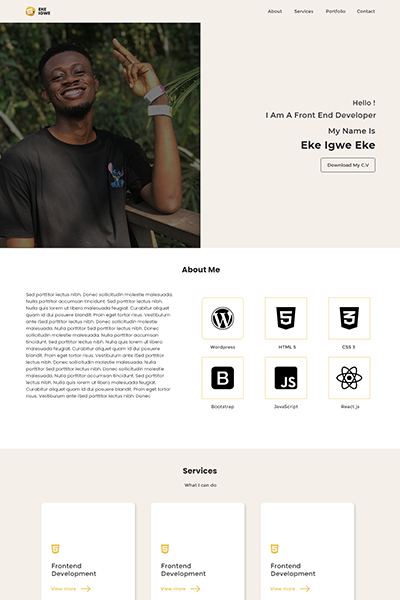 EKE
IGWE
About Services Portfolio Contact
Hello !
I Am A Front End Developer
My Name Is
Eke Igwe Eke
Download My C.V
About Me
Sed porttitor lectus nibh. Donec sollicitudin molestie malesuada.
Nulla porttitor accumsan tincidunt. Sed porttitor lectus nibh.
Nulla quis lorem ut libero malesuada feugiat. Curabitur aliquet
quam id dui posuere blandit. Proin eget tortor risus. Vestibulum
ante iSed porttitor lectus nibh. Donec sollicitudin molestie
malesuada. Nulla porttitor Sed porttitor lectus nibh. Donec
sollicitudin molestie malesuada. Nulla porttitor accumsan
tincidunt. Sed porttitor lectus nibh. Nulla quis lorem ut libero
malesuada feugiat. Curabitur aliquet quam id dui posuere
blandit. Proin eget tortor risus. Vestibulum ante iSed porttitor
lectus nibh. Donec sollicitudin molestie malesuada. Nulla
porttitor Sed porttitor lectus nibh. Donec sollicitudin molestie
malesuada. Nulla porttitor accumsan tincidunt. Sed porttitor
lectus nibh. Nulla quis lorem ut libero malesuada feugiat.
Curabitur aliquet quam id dui posuere blandit. Proin eget tortor
risus. Vestibulum ante iSed porttitor lectus nibh. Donec
Wordpress HTML 5 CSS 3
B JS
Bootstrap JavaScript React js
Services
What I can do
Frontend
Development
View more
Frontend
Development
View more
Frontend
Development
View more